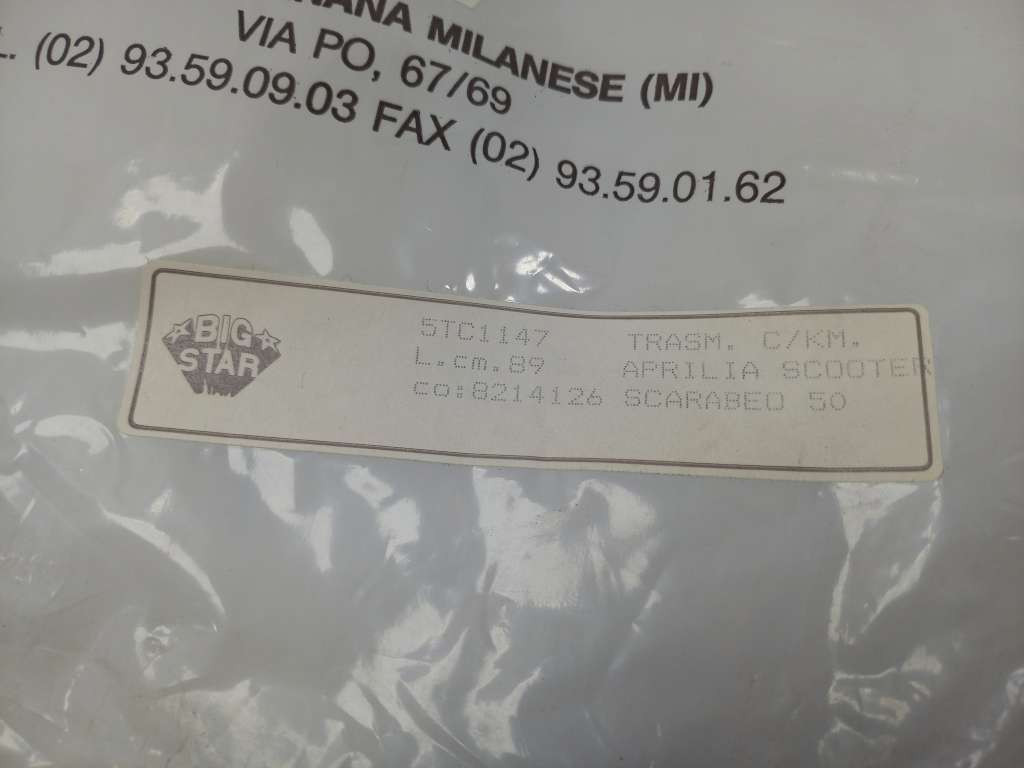 NANA MILANESE (MI)
VIA PO, 67/69
L. (02) 93.59.09.03 FAX (02) 93.59.01.62
BIG
STAR
5TC1147 TRASM. C/KM.
L.cm.89 APRILIA SCOOTER
co:8214126 SCARABEO 50